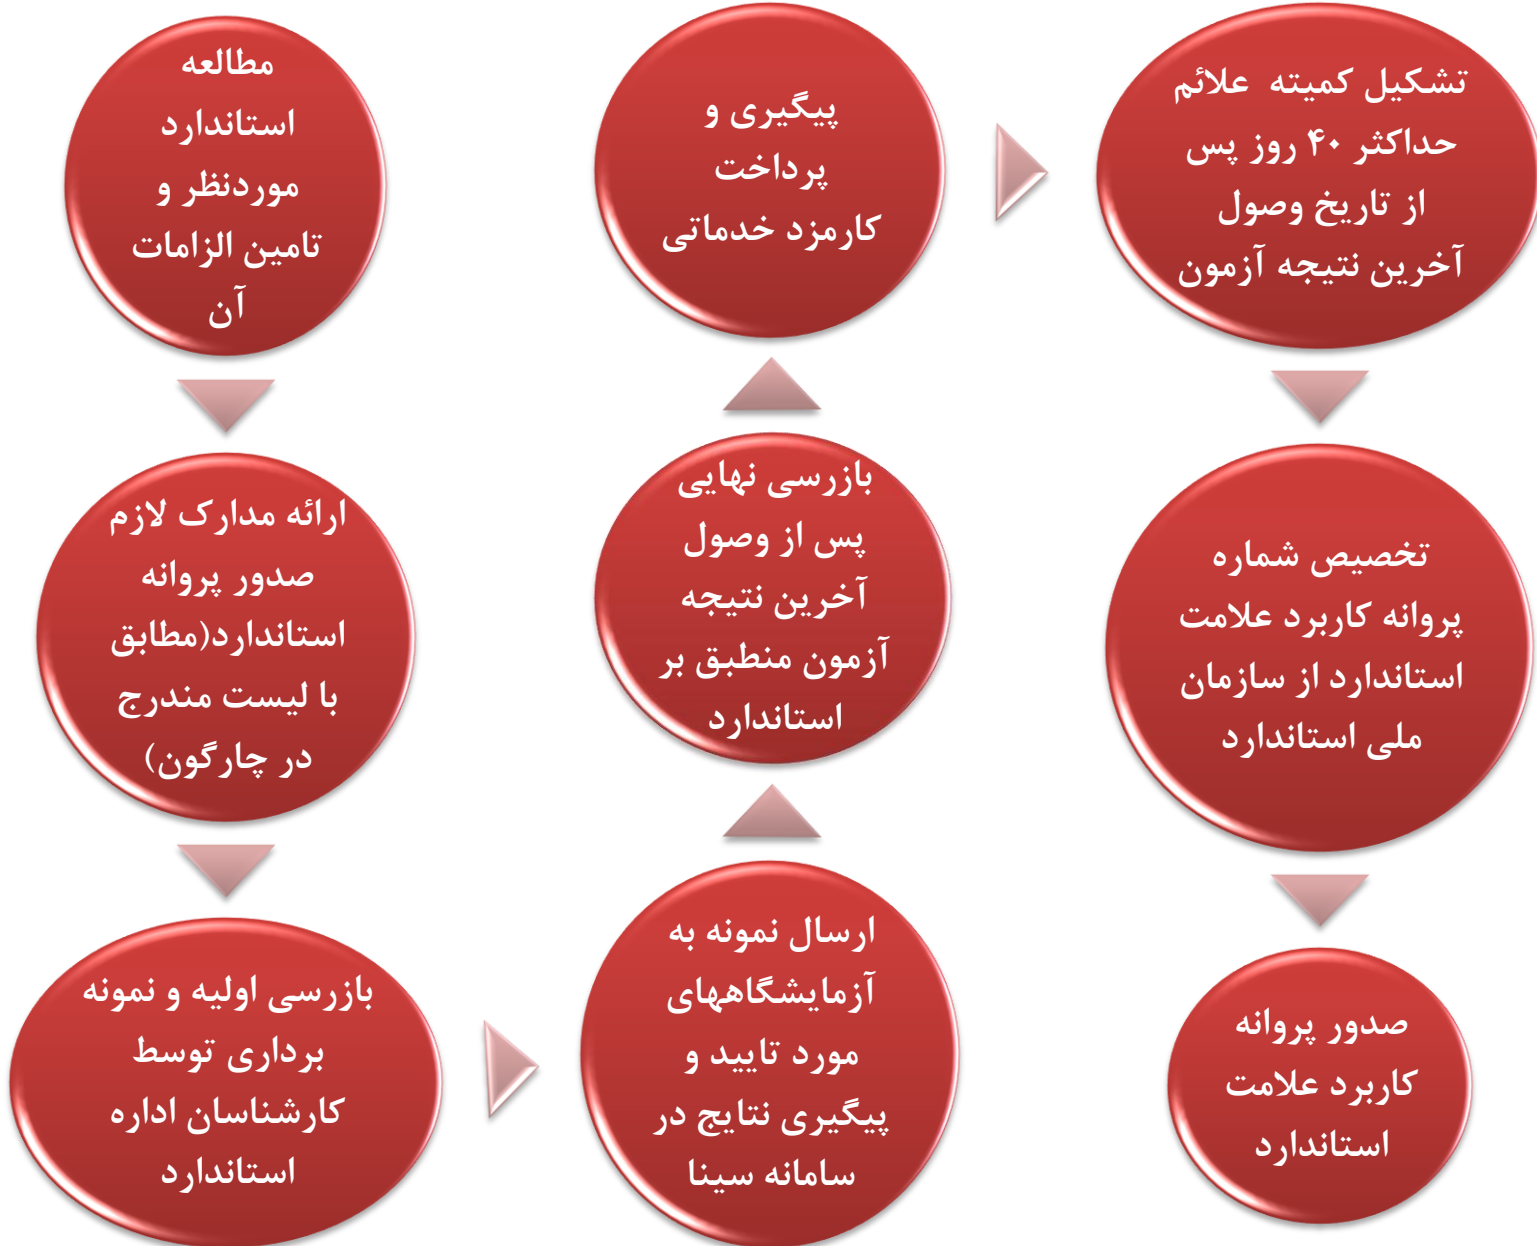 مطالعه
استاندارد
موردنظر و
تامین الزامات
آن
ارائه مدارک لازم
صدور پروانه
استاندارد(مطابق
با لیست مندرج
در چارگون)
بازرسی اولیه و نمونه
برداری توسط
کارشناسان اداره
استاندارد
ارسال نمونه به
آزمایشگاههای
مورد تایید و
پیگیری نتایج در
سامانه سینا
بازرسی نهایی
پس از وصول
آخرین نتیجه
آزمون منطبق بر
استاندارد
پیگیری و
پرداخت
کارمزد خدماتی
تشکیل کمیته علائم
حداکثر ۴۰ روز پس
از تاریخ وصول
آخرین نتیجه آزمون
تخصیص شماره
پروانه کاربرد علامت
استاندارد از سازمان
ملی استاندارد
صدور پروانه
کاربرد علامت
استاندارد